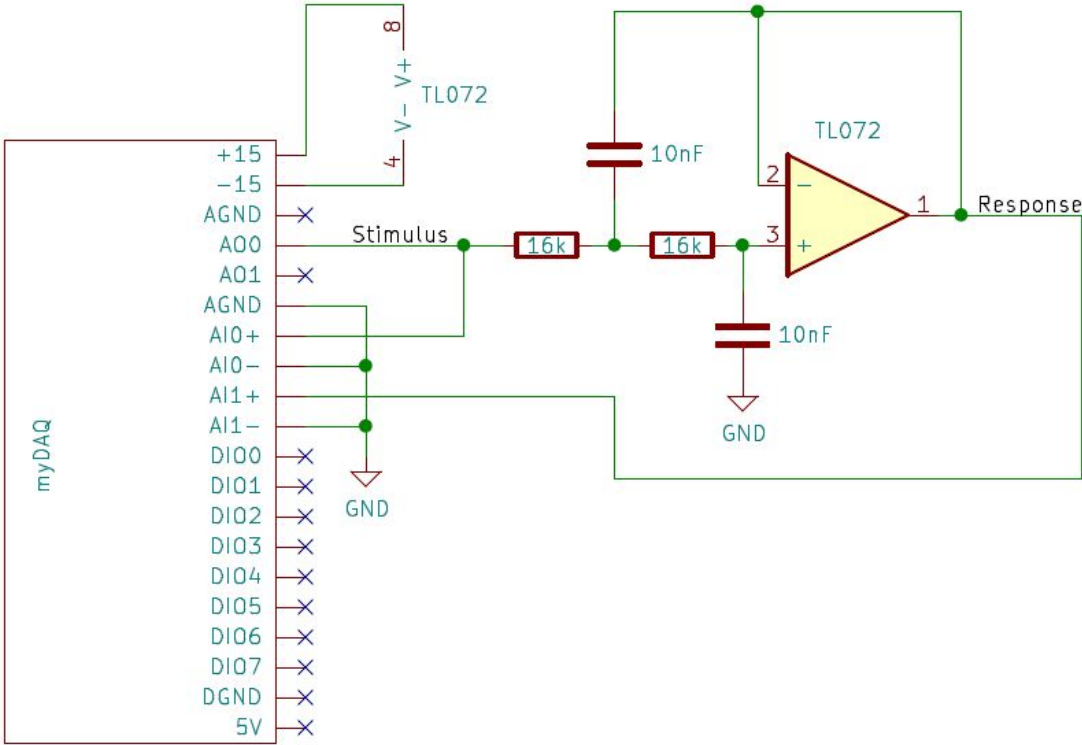 8
V+
V-
4
TL072
+15
-15
AGND
AO0
AO1
AGND
AI0+
AI0-
AI1+
AI1-
DIO0
DIO1
DIO2
DIO3
DIO4
DIO5
DIO6
DIO7
DGND
5V
myDAQ
Stimulus
GND
16k
16k
10nF
10nF
GND
TL072
2
-
3
+
1
Response